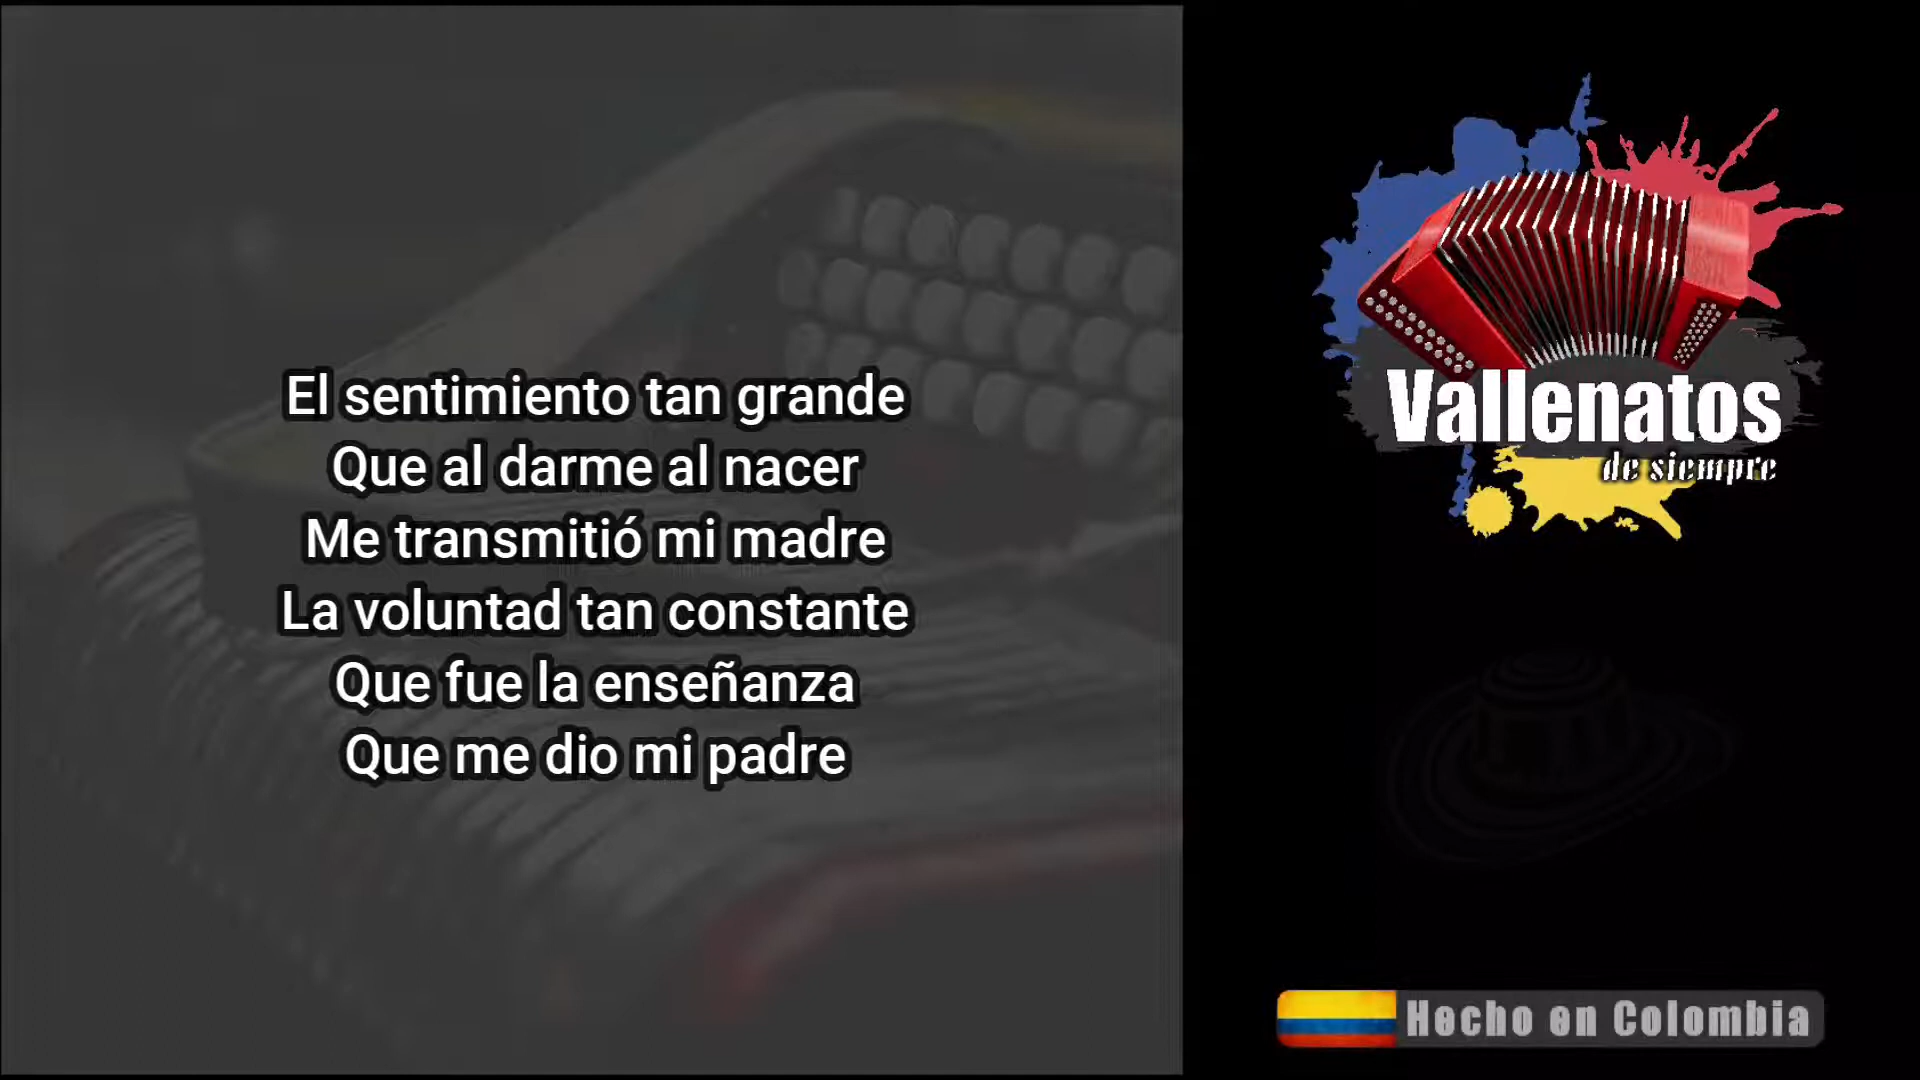 El sentimiento tan grande
Que al darme al nacer
Me transmitió mi madre
La voluntad tan constante
Que fue la enseñanza
Que me dio mi padre
Vallenatos
de siempre
Hecho en Colombia